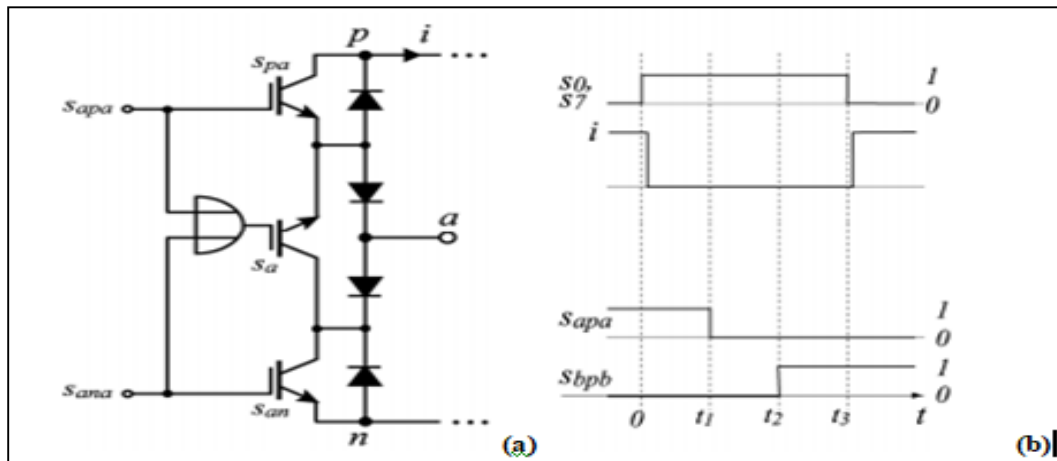 p
i
s_pa
s_apa
a
s_a
s_ana
s_an
n
(a)
s0,
s7
1
0
i
s_apa
1
0
s_bpb
1
0
0
t1
t2
t3
t
(b)